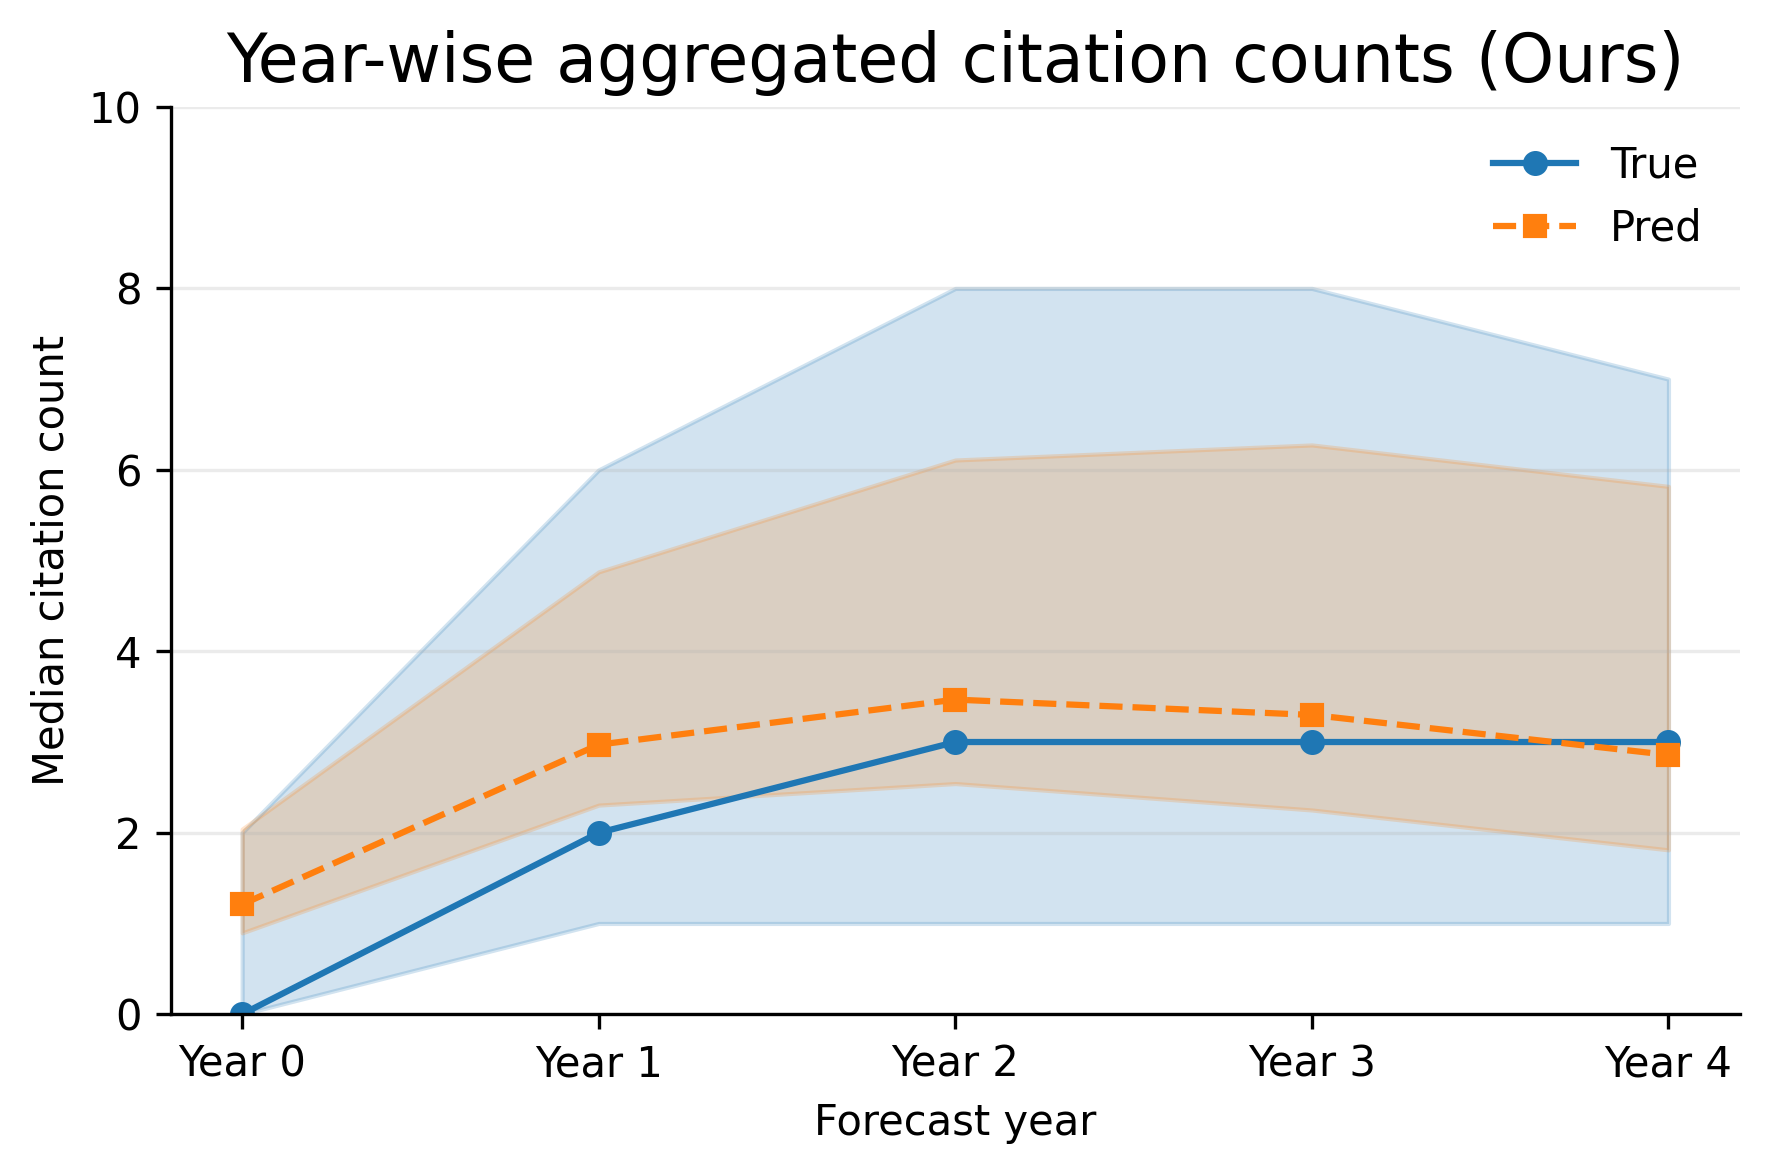 Year-wise aggregated citation counts (Ours)
10
8
6
4
2
0
Median citation count
True
Pred
Year 0 Year 1 Year 2 Year 3 Year 4
Forecast year